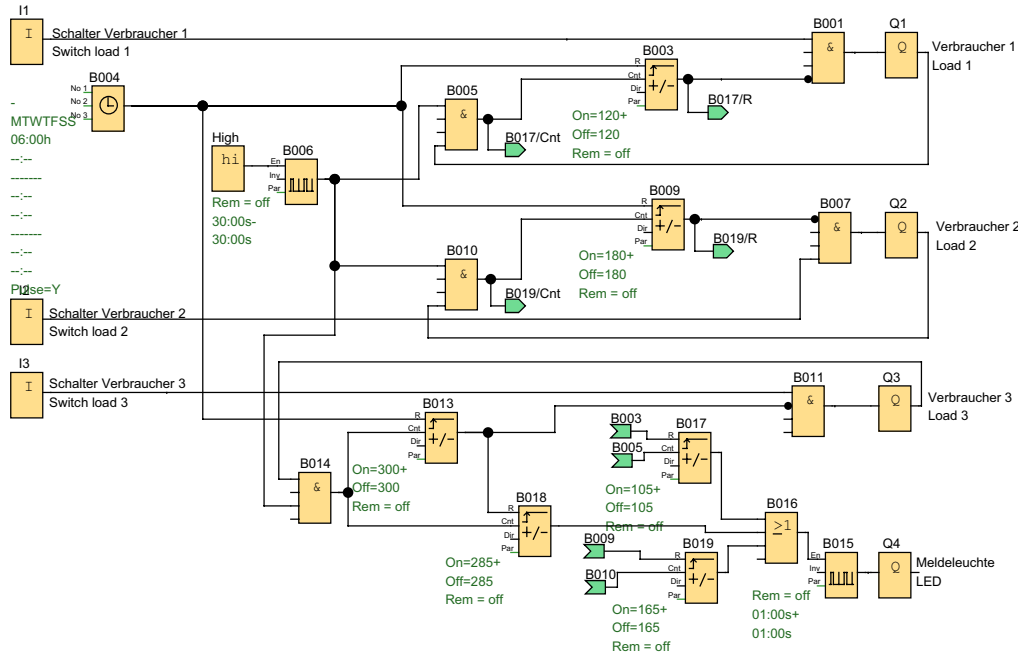 I1
I
Schalter Verbraucher 1
Switch load 1
B001
&
Q1
Q
Verbraucher 1
Load 1
B003
R
Cnt
Dir
Par
+/-
B017/R
On=120+
Off=120
Rem = off
B004
No 1
No 2
No 3
-
MTWTFSS
06:00h
--:--
-------
--:--
--:--
-------
--:--
--:--
Pulse=Y
B005
&
B017/Cnt
High
hi
Rem = off
30:00s-
30:00s
B006
En
Inv
Par
B009
R
Cnt
Dir
Par
+/-
B019/R
On=180+
Off=180
Rem = off
B007
&
Q2
Q
Verbraucher 2
Load 2
B010
&
B019/Cnt
I2
I
Schalter Verbraucher 2
Switch load 2
I3
I
Schalter Verbraucher 3
Switch load 3
B011
&
Q3
Q
Verbraucher 3
Load 3
B013
R
Cnt
Dir
Par
+/-
On=300+
Off=300
Rem = off
B014
&
B003
B005
B017
R
Cnt
Dir
Par
+/-
On=105+
Off=105
Rem = off
B018
R
Cnt
Dir
Par
+/-
On=285+
Off=285
Rem = off
B009
B010
B019
R
Cnt
Dir
Par
+/-
On=165+
Off=165
Rem = off
B016
≥1
B015
En
Inv
Par
Rem = off
01:00s+
01:00s
Q4
Q
Meldeleuchte
LED